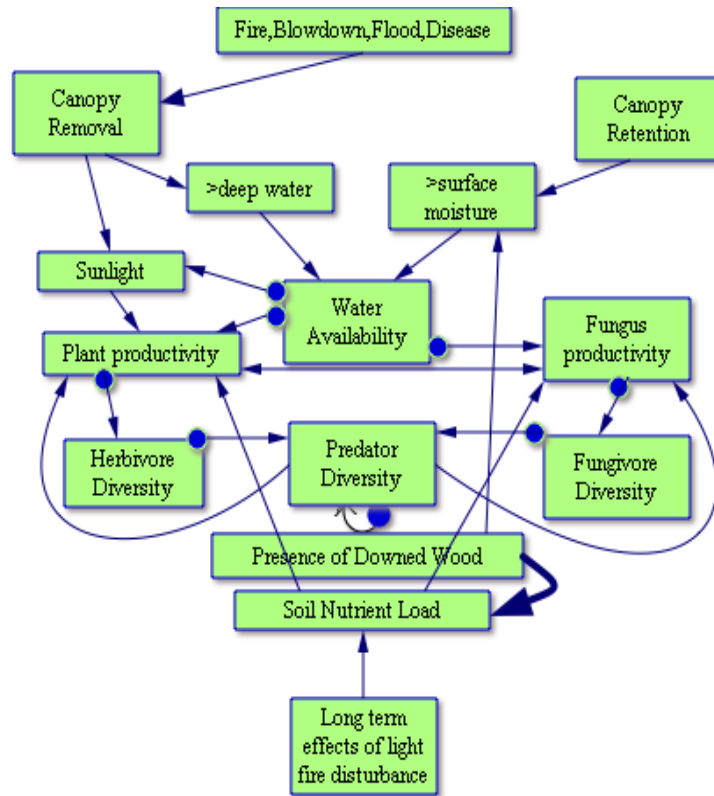 Fire,Blowdown,Flood,Disease
Canopy
Removal
Canopy
Retention
>deep water
>surface
moisture
Sunlight
Water
Availability
Fungus
productivity
Plant productivity
Herbivore
Diversity
Predator
Diversity
Fungivore
Diversity
Presence of Downed Wood
Soil Nutrient Load
Long term
effects of light
fire disturbance